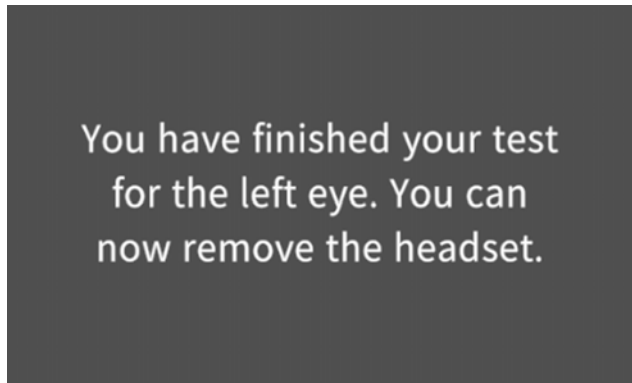 You have finished your test
for the left eye. You can
now remove the headset.